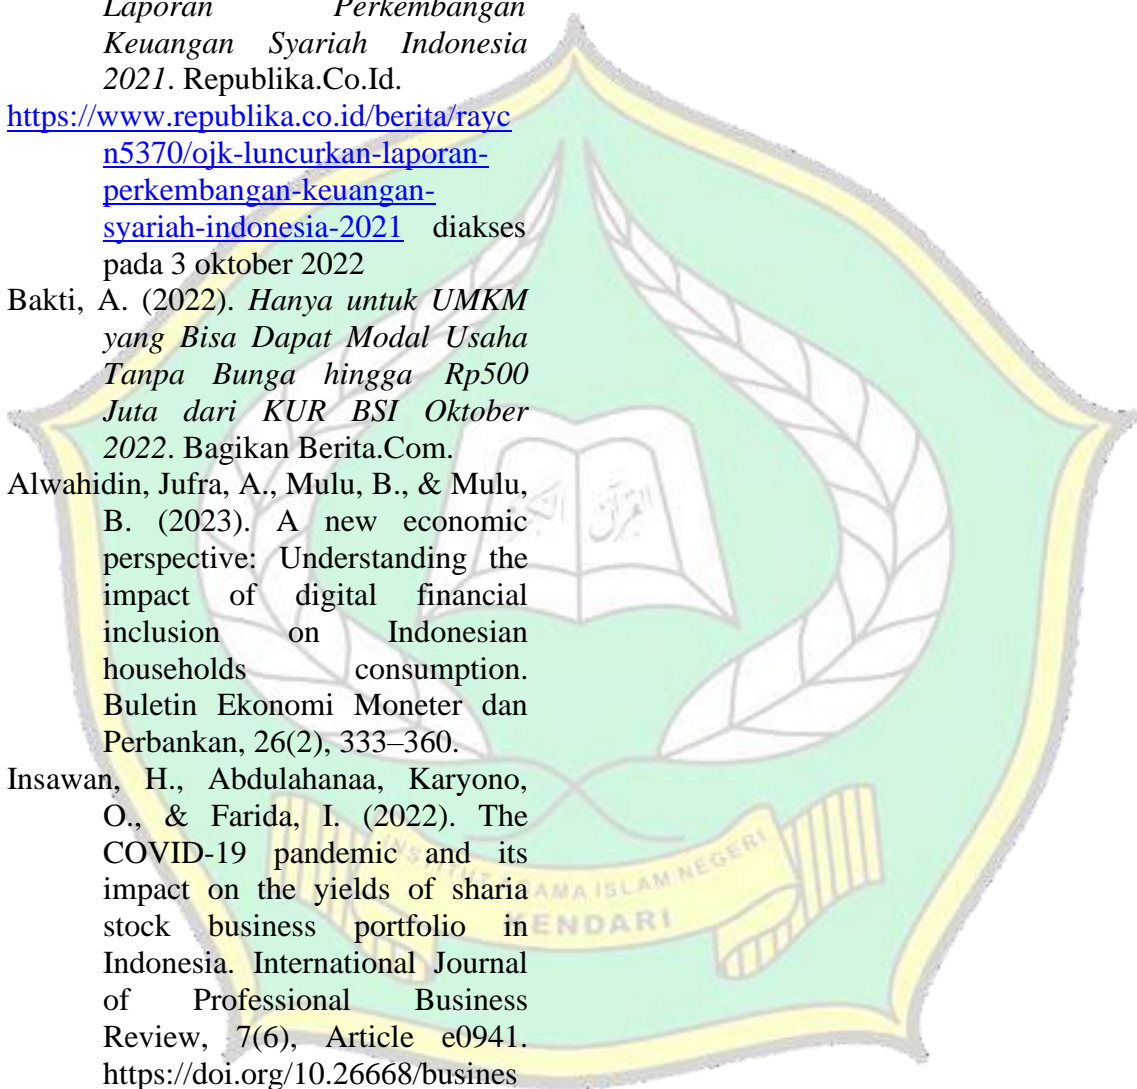 Laporan Perkembangan
Keuangan Syariah Indonesia
2021. Republika.Co.Id.
https://www.republika.co.id/berita/rayc
n5370/ojk-luncurkan-laporan-
perkembangan-keuangan-
syariah-indonesia-2021 diakses
pada 3 oktober 2022
Bakti, A. (2022). Hanya untuk UMKM
yang Bisa Dapat Modal Usaha
Tanpa Bunga hingga Rp500
Juta dari KUR BSI Oktober
2022. Bagikan Berita.Com.
Alwahidin, Jufra, A., Mulu, B., & Mulu,
B. (2023). A new economic
perspective: Understanding the
impact of digital financial
inclusion on Indonesian
households consumption.
Buletin Ekonomi Moneter dan
Perbankan, 26(2), 333–360.
Insawan, H., Abdulahanaa, Karyono,
O., & Farida, I. (2022). The
COVID-19 pandemic and its
impact on the yields of sharia
stock business portfolio in
Indonesia. International Journal
of Professional Business
Review, 7(6), Article e0941.
https://doi.org/10.26668/busines
INSTITUT AGAMA ISLAM NEGERI
KENDARI